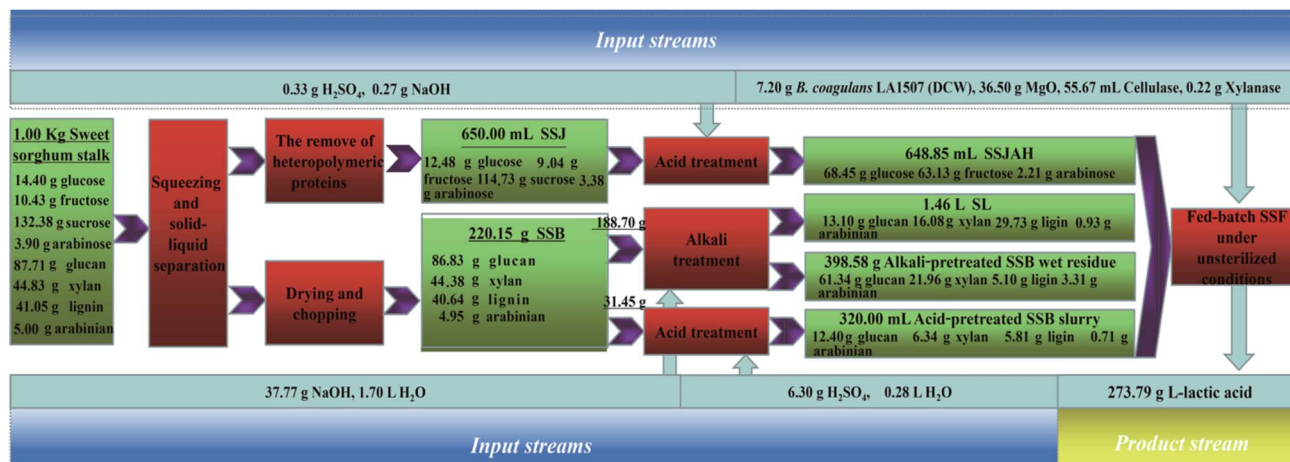 Input streams
0.33 g H₂SO₄, 0.27 g NaOH
7.20 g B. coagulans LA1507 (DCW), 36.50 g MgO, 55.67 mL Cellulase, 0.22 g Xylanase
1.00 Kg Sweet
sorghum stalk
14.40 g glucose
10.43 g fructose
132.38 g sucrose
3.90 g arabinose
87.71 g glucan
44.83 g xylan
41.05 g lignin
5.00 g arabinian
Squeezing
and
solid-
liquid
separation
The remove of
heteropolymeric
proteins
650.00 mL SSJ
12.48 g glucose 9.04 g
fructose 114.73 g sucrose 3.38
g arabinose
Acid treatment
648.85 mL SSJAH
68.45 g glucose 63.13 g fructose 2.21 g arabinose
Drying and
chopping
220.15 g SSB
86.83 g glucan
44.38 g xylan
40.64 g lignin
4.95 g arabinian
188.70 g
31.45 g
Alkali
treatment
1.46 L SL
13.10 g glucan 16.08 g xylan 29.73 g ligin 0.93 g
arabinian
398.58 g Alkali-pretreated SSB wet residue
61.34 g glucan 21.96 g xylan 5.10 g ligin 3.31 g
arabinian
Acid treatment
320.00 mL Acid-pretreated SSB slurry
12.40 g glucan 6.34 g xylan 5.81 g ligin 0.71 g
arabinian
Fed-batch SSF
under
unsterilized
conditions
37.77 g NaOH, 1.70 L H₂O
6.30 g H₂SO₄, 0.28 L H₂O
273.79 g L-lactic acid
Input streams
Product stream